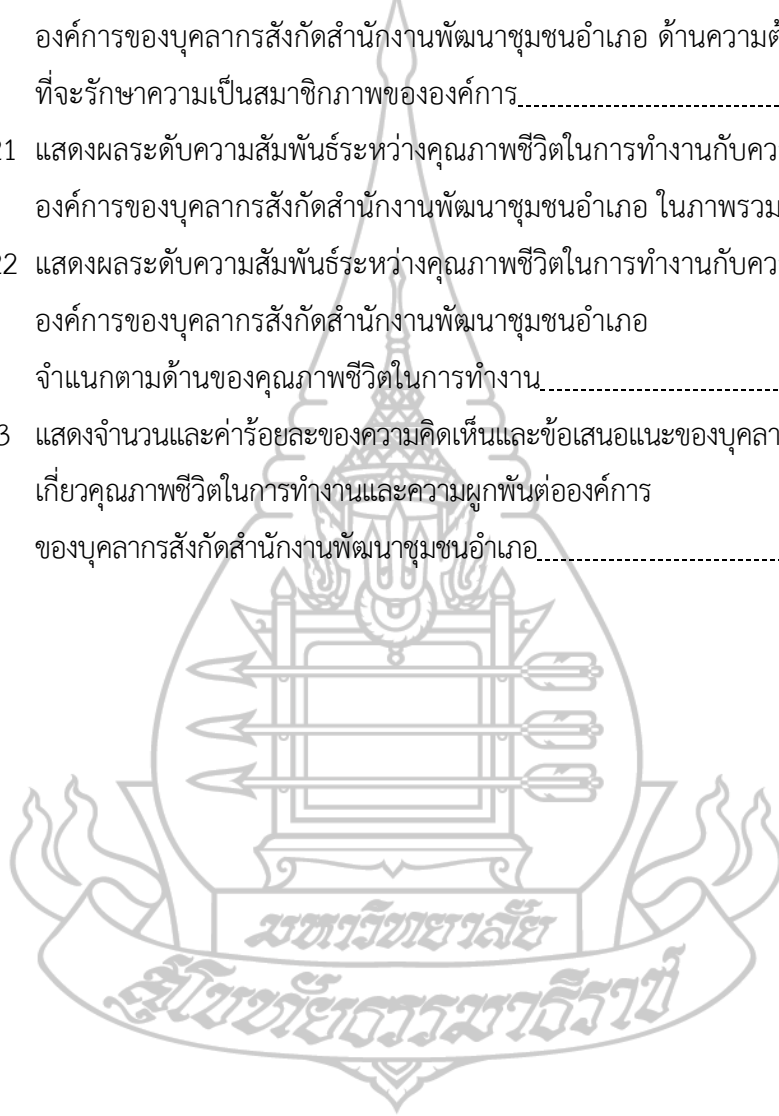 องค์การของบุคลากรสังกัดสำนักงานพัฒนาชุมชนอำเภอ ด้านความต้
ที่จะรักษาความเป็นสมาชิกภาพขององค์การ
21 แสดงผลระดับความสัมพันธ์ระหว่างคุณภาพชีวิตในการทำงานกับคว
องค์การของบุคลากรสังกัดสำนักงานพัฒนาชุมชนอำเภอ ในภาพรวม
22 แสดงผลระดับความสัมพันธ์ระหว่างคุณภาพชีวิตในการทำงานกับคว
องค์การของบุคลากรสังกัดสำนักงานพัฒนาชุมชนอำเภอ
จำแนกตามด้านของคุณภาพชีวิตในการทำงาน
3 แสดงจำนวนและค่าร้อยละของความคิดเห็นและข้อเสนอแนะของบุคลา
เกี่ยวคุณภาพชีวิตในการทำงานและความผูกพันต่อองค์การ
ของบุคลากรสังกัดสำนักงานพัฒนาชุมชนอำเภอ
มหาวิทยาลัย
สุโขทัยธรรมาธิราช